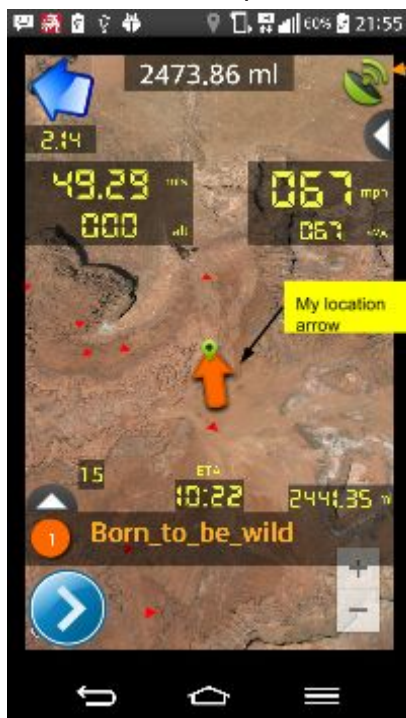 60% 21:55
2473.86 ml
2.14
49.29
067 mph
000 alt
067
My location
arrow
15
ETA
10:22 2441.35
1 Born_to_be_wild
+
−